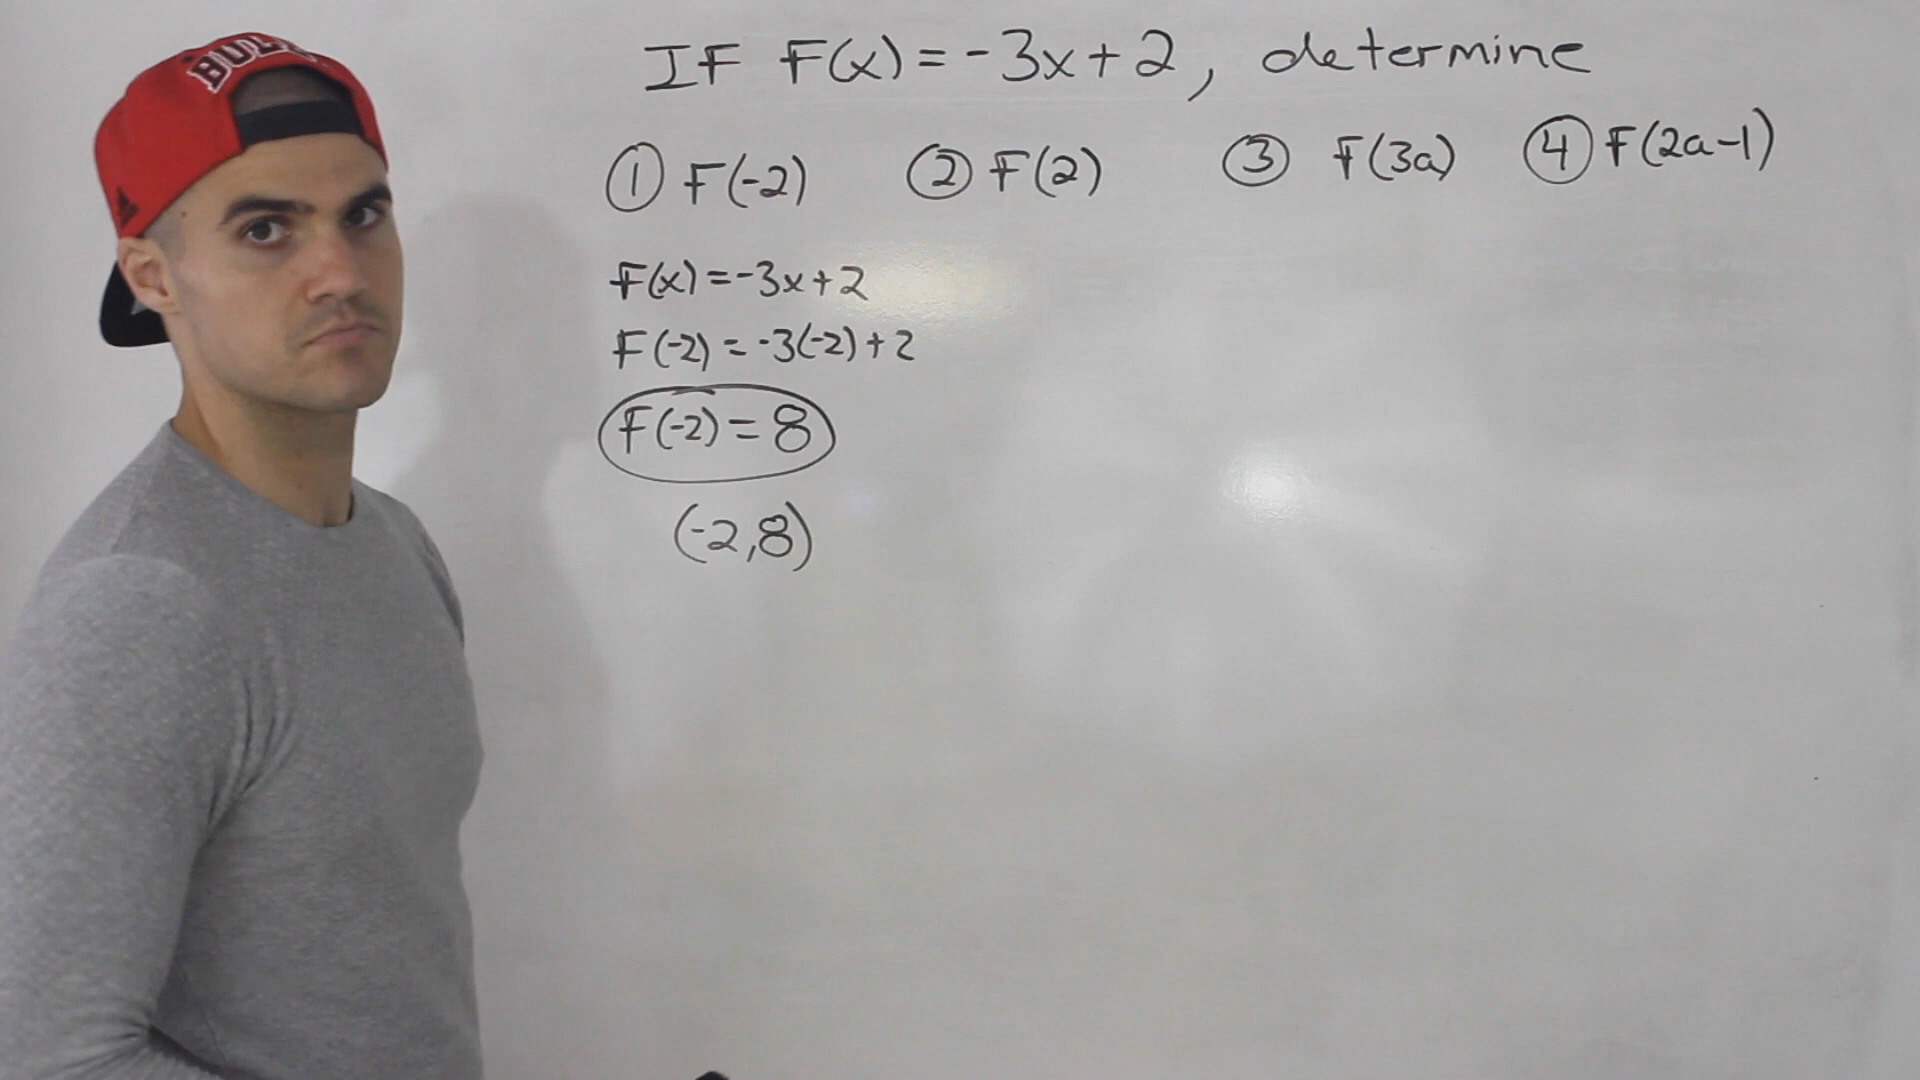 IF F(x) = -3x + 2, determine
① F(-2) ② F(2) ③ F(3a) ④ F(2a-1)
F(x) = -3x + 2
F(-2) = -3(-2) + 2
F(-2) = 8
(-2, 8)